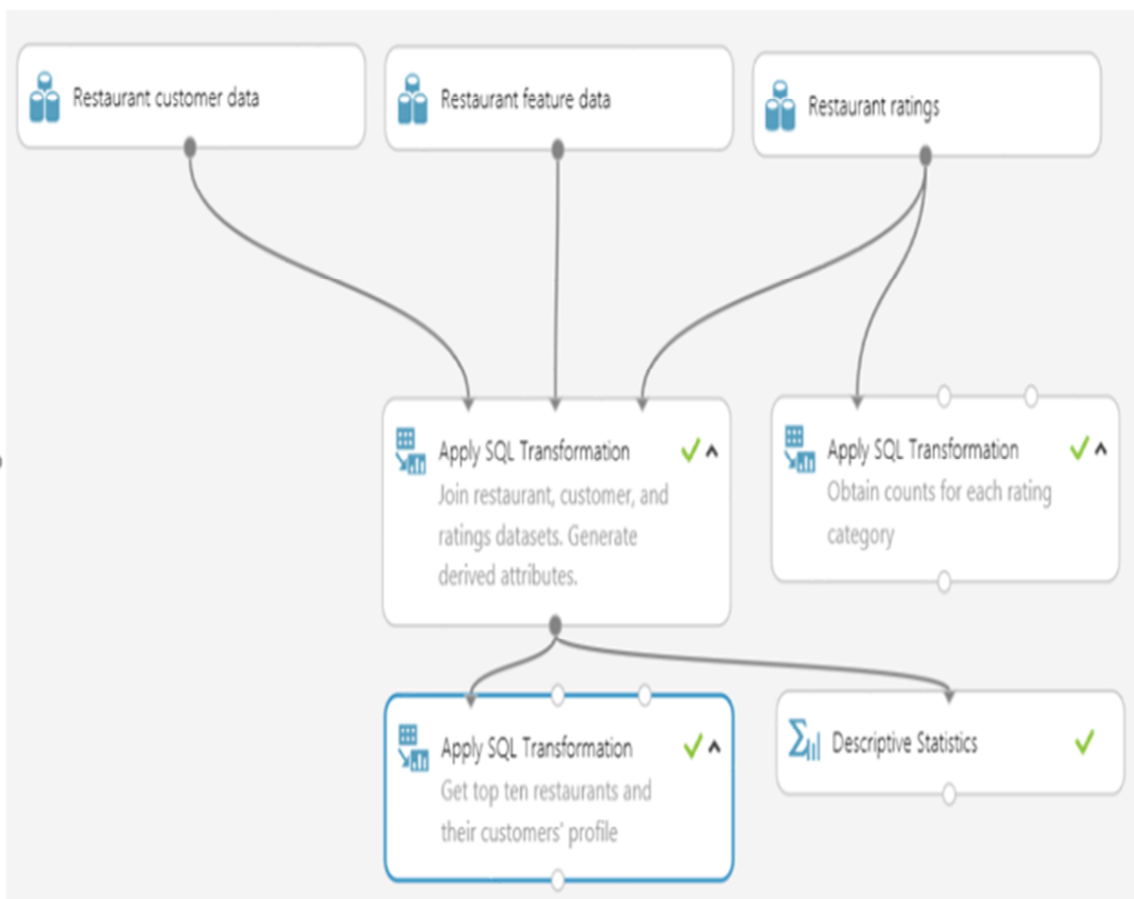 Restaurant customer data
Restaurant feature data
Restaurant ratings
Apply SQL Transformation
Join restaurant, customer, and
ratings datasets. Generate
derived attributes.
Apply SQL Transformation
Obtain counts for each rating
category
Apply SQL Transformation
Get top ten restaurants and
their customers' profile
Descriptive Statistics